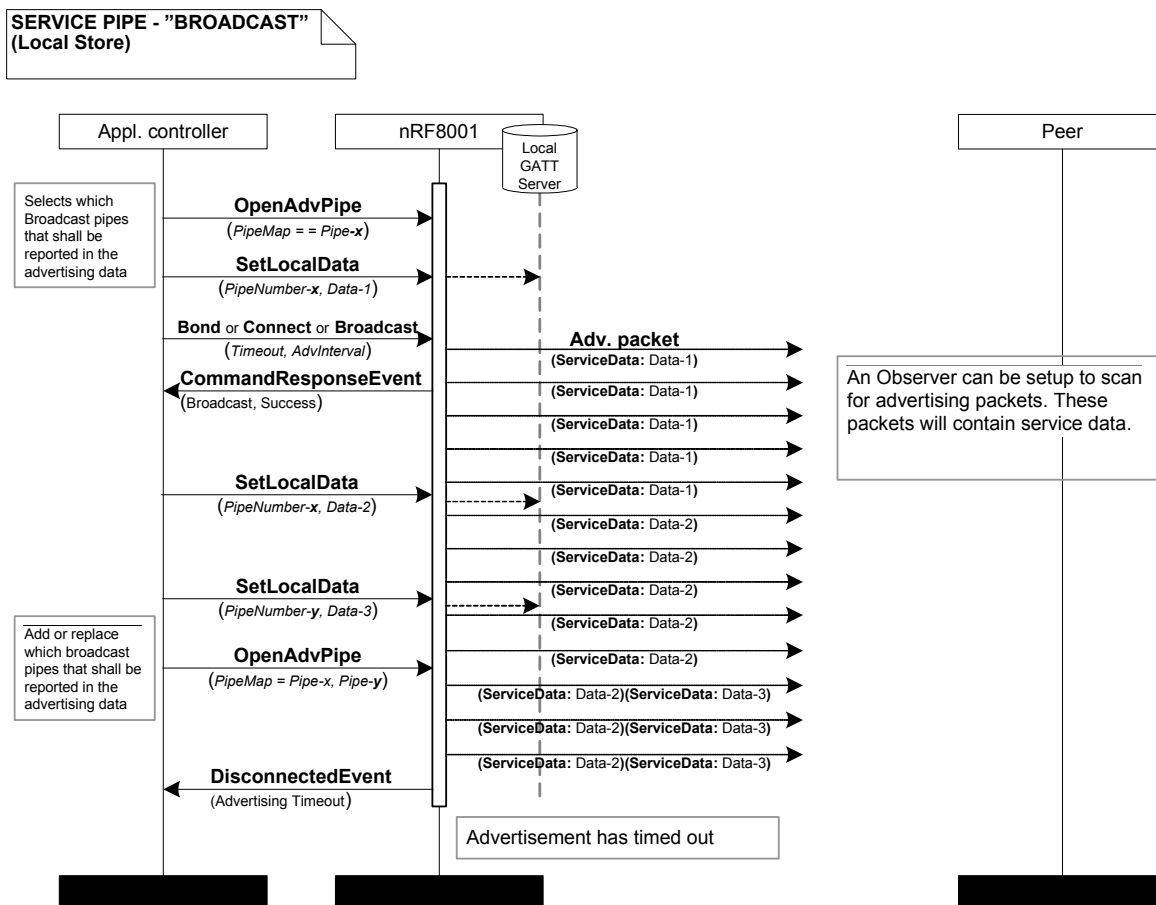 SERVICE PIPE - ”BROADCAST”
(Local Store)
Appl. controller
nRF8001
Peer
Local
GATT
Server
Selects which
Broadcast pipes
that shall be
reported in the
advertising data
OpenAdvPipe
(PipeMap = = Pipe-x)
SetLocalData
(PipeNumber-x, Data-1)
Bond or Connect or Broadcast
(Timeout, AdvInterval)
Adv. packet
(ServiceData: Data-1)
CommandResponseEvent
(Broadcast, Success)
(ServiceData: Data-1)
(ServiceData: Data-1)
(ServiceData: Data-1)
An Observer can be setup to scan
for advertising packets. These
packets will contain service data.
SetLocalData
(PipeNumber-x, Data-2)
(ServiceData: Data-1)
(ServiceData: Data-2)
(ServiceData: Data-2)
SetLocalData
(PipeNumber-y, Data-3)
(ServiceData: Data-2)
(ServiceData: Data-2)
Add or replace
which broadcast
pipes that shall be
reported in the
advertising data
OpenAdvPipe
(PipeMap = Pipe-x, Pipe-y)
(ServiceData: Data-2)
(ServiceData: Data-2)(ServiceData: Data-3)
(ServiceData: Data-2)(ServiceData: Data-3)
(ServiceData: Data-2)(ServiceData: Data-3)
DisconnectedEvent
(Advertising Timeout)
Advertisement has timed out